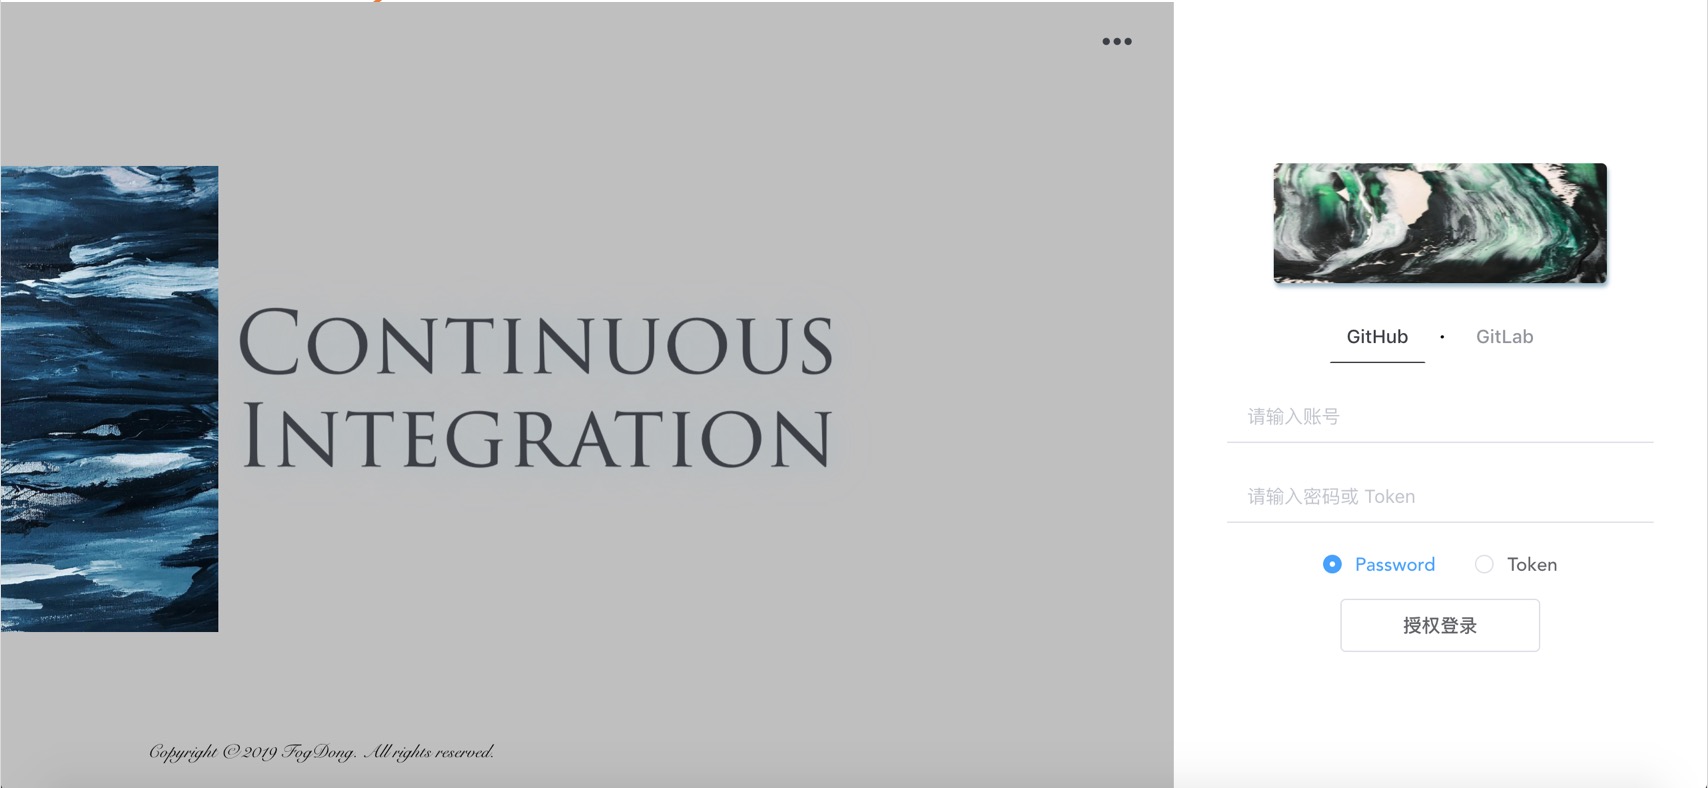 Continuous
Integration
Copyright © 2019 FogDong. All rights reserved.
GitHub · GitLab
请输入账号
请输入密码或 Token
Password Token
授权登录